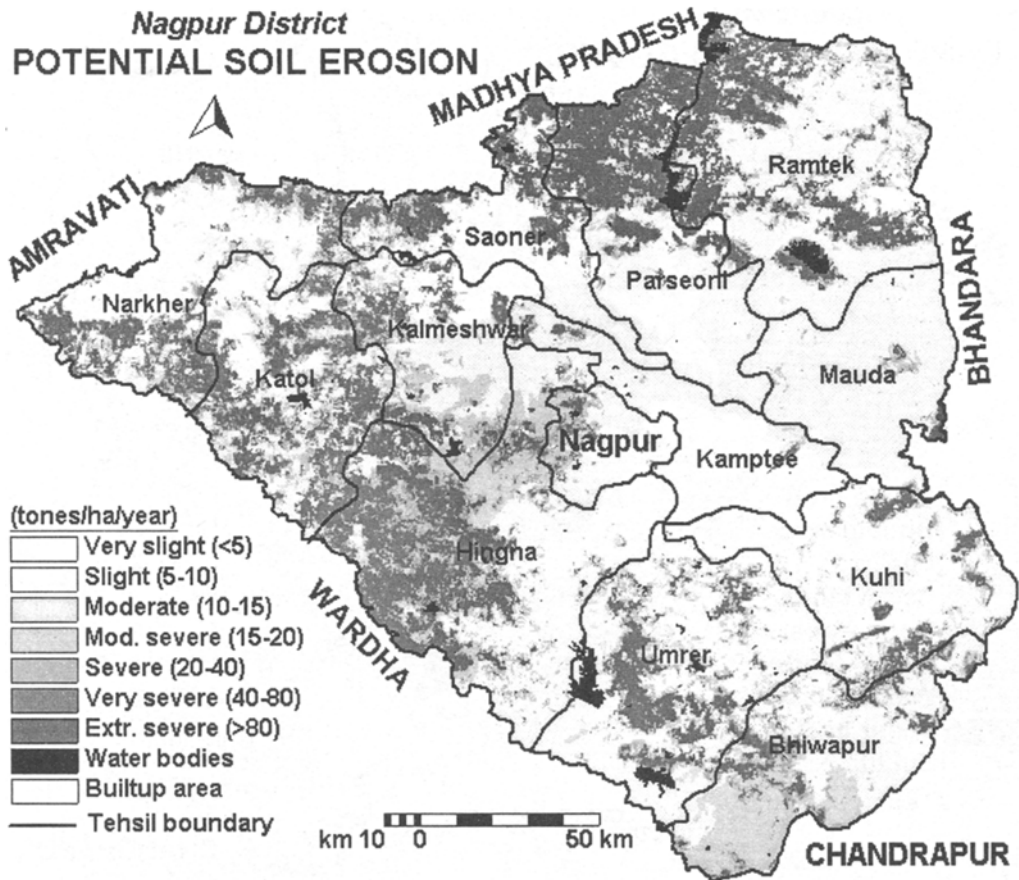 Nagpur District
POTENTIAL SOIL EROSION
MADHYA PRADESH
AMRAVATI
BHANDARA
WARDHA
CHANDRAPUR
Ramtek
Saoner
Parseoni
Narkher
Kalmeshwar
Katol
Mauda
Nagpur
Kamptee
Hingna
Kuhi
Umrer
Bhiwapur
(tones/ha/year)
Very slight (<5)
Slight (5-10)
Moderate (10-15)
Mod. severe (15-20)
Severe (20-40)
Very severe (40-80)
Extr. severe (>80)
Water bodies
Builtup area
Tehsil boundary
km 10 0 50 km